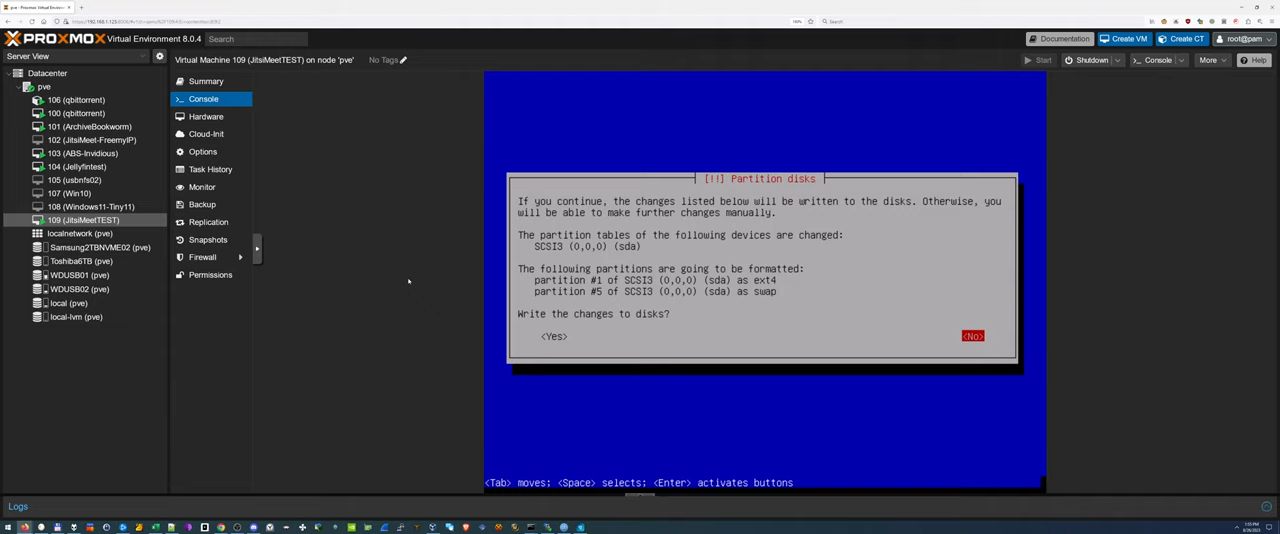 pve - Proxmox Virtual Environment
Search
PROXMOX Virtual Environment 8.0.4
Search
Documentation
Create VM
Create CT
root@pam
Server View
Virtual Machine 109 (JitsiMeetTEST) on node 'pve'
No Tags
Start
Shutdown
>_ Console
More
Help
Datacenter
pve
106 (qbittorrent)
100 (qbittorrent)
101 (ArchiveBookworm)
102 (JitsiMeet-FreemyIP)
103 (ABS-Invidious)
104 (Jellyfintest)
105 (usbnfs02)
107 (Win10)
108 (Windows11-Tiny11)
109 (JitsiMeetTEST)
localnetwork (pve)
Samsung2TBNVME02 (pve)
Toshiba6TB (pve)
WDUSB01 (pve)
WDUSB02 (pve)
local (pve)
local-lvm (pve)
Summary
>_ Console
Hardware
Cloud-Init
Options
Task History
Monitor
Backup
Replication
Snapshots
Firewall
Permissions
[!!] Partition disks
If you continue, the changes listed below will be written to the disks. Otherwise, you
will be able to make further changes manually.
The partition tables of the following devices are changed:
SCSI3 (0,0,0) (sda)
The following partitions are going to be formatted:
partition #1 of SCSI3 (0,0,0) (sda) as ext4
partition #5 of SCSI3 (0,0,0) (sda) as swap
Write the changes to disks?
<Yes>
<No>
<Tab> moves; <Space> selects; <Enter> activates buttons
Logs